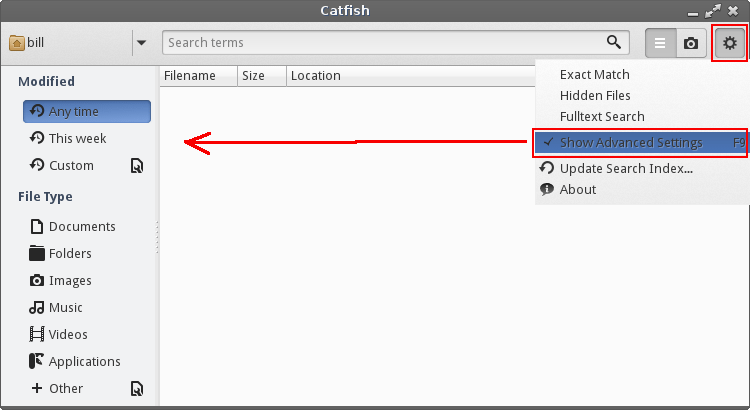 Catfish
bill
Search terms
Modified
Any time
This week
Custom
File Type
Documents
Folders
Images
Music
Videos
Applications
Other
Filename Size Location
Exact Match
Hidden Files
Fulltext Search
Show Advanced Settings F9
Update Search Index...
About